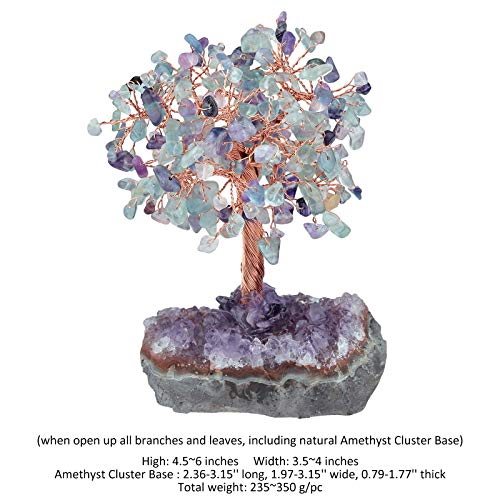 (when open up all branches and leaves, including natural Amethyst Cluster Base)
High: 4.5~6 inches Width: 3.5~4 inches
Amethyst Cluster Base : 2.36-3.15'' long, 1.97-3.15'' wide, 0.79-1.77'' thick
Total weight: 235~350 g/pc